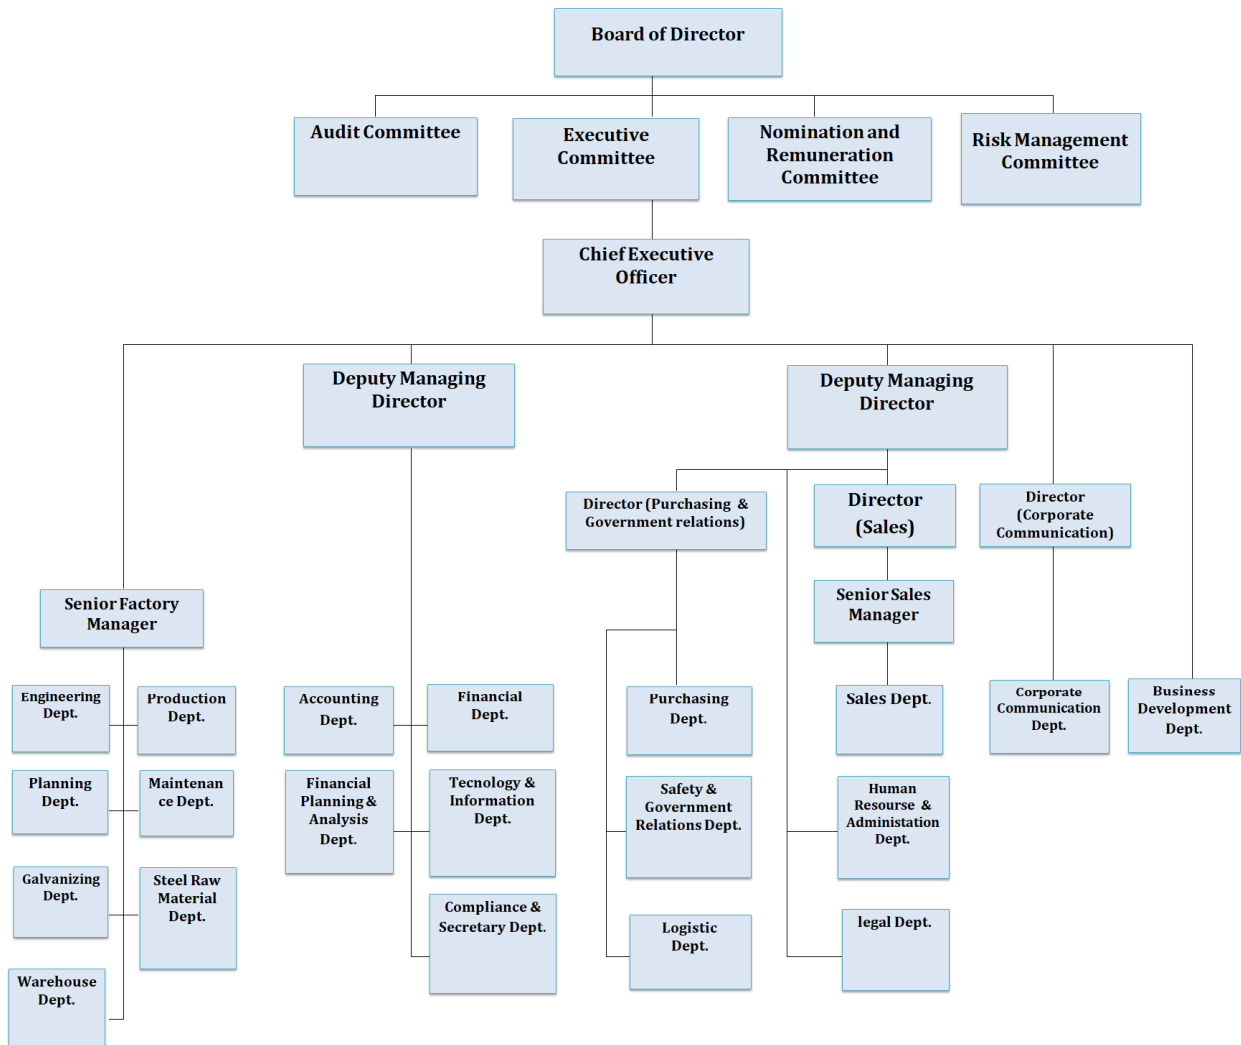 Board of Director
Audit Committee
Executive
Committee
Nomination and
Remuneration
Committee
Risk Management
Committee
Chief Executive
Officer
Deputy Managing
Director
Deputy Managing
Director
Director (Purchasing &
Government relations)
Director
(Sales)
Director
(Corporate
Communication)
Senior Factory
Manager
Senior Sales
Manager
Engineering
Dept.
Production
Dept.
Accounting
Dept.
Financial
Dept.
Purchasing
Dept.
Sales Dept.
Corporate
Communication
Dept.
Business
Development
Dept.
Planning
Dept.
Maintenan
ce Dept.
Financial
Planning &
Analysis
Dept.
Tecnology &
Information
Dept.
Safety &
Government
Relations Dept.
Human
Resourse &
Administation
Dept.
Galvanizing
Dept.
Steel Raw
Material
Dept.
Compliance &
Secretary Dept.
Logistic
Dept.
legal Dept.
Warehouse
Dept.